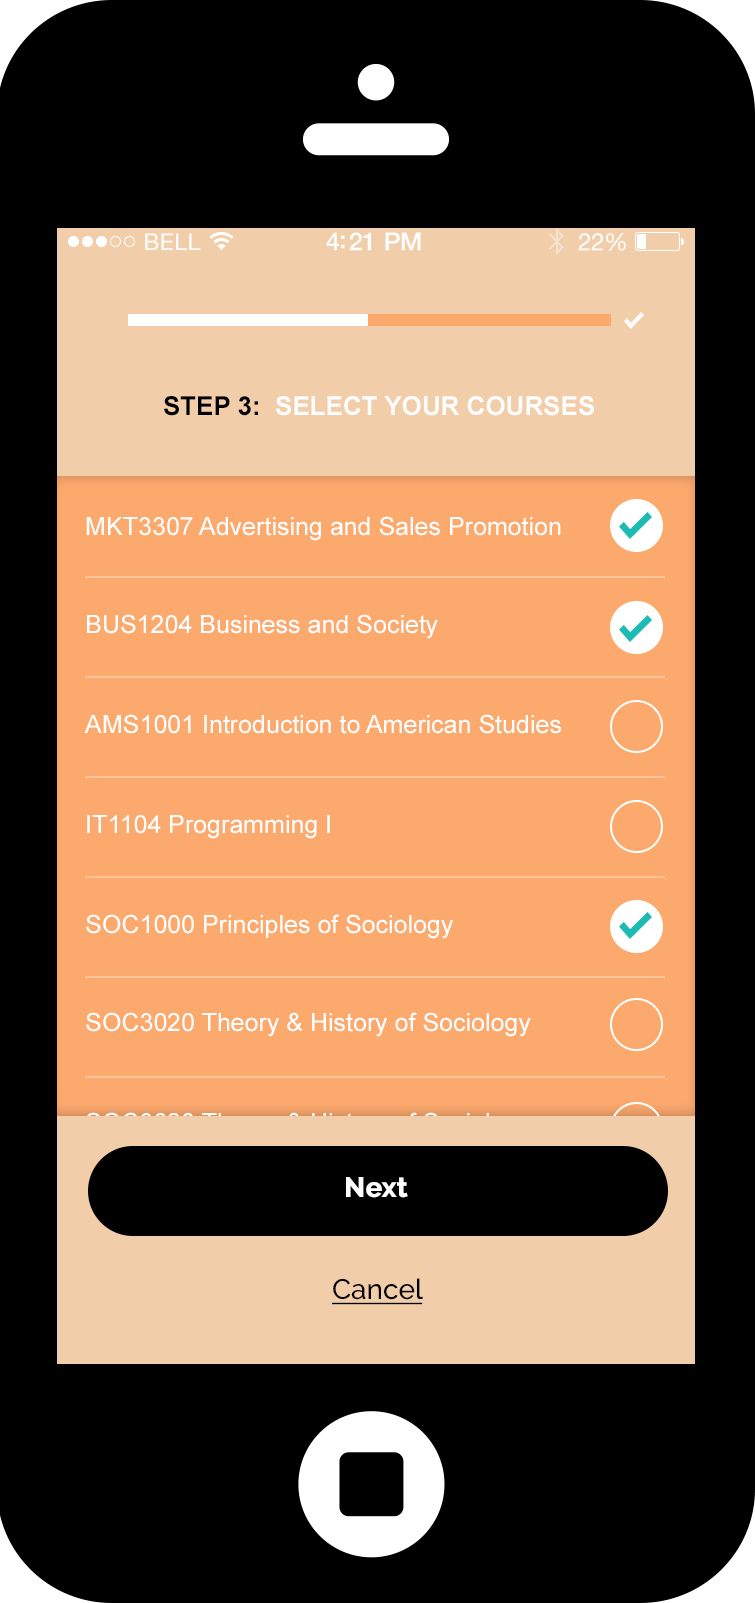 BELL 4:21 PM 22%
STEP 3: SELECT YOUR COURSES
MKT3307 Advertising and Sales Promotion
BUS1204 Business and Society
AMS1001 Introduction to American Studies
IT1104 Programming I
SOC1000 Principles of Sociology
SOC3020 Theory & History of Sociology
Next
Cancel